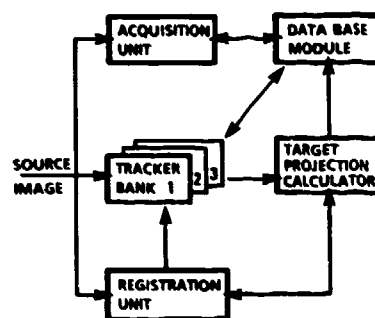 ACQUISITION
UNIT
DATA BASE
MODULE
SOURCE
IMAGE
TRACKER
BANK 1
2
3
TARGET
PROJECTION
CALCULATOR
REGISTRATION
UNIT